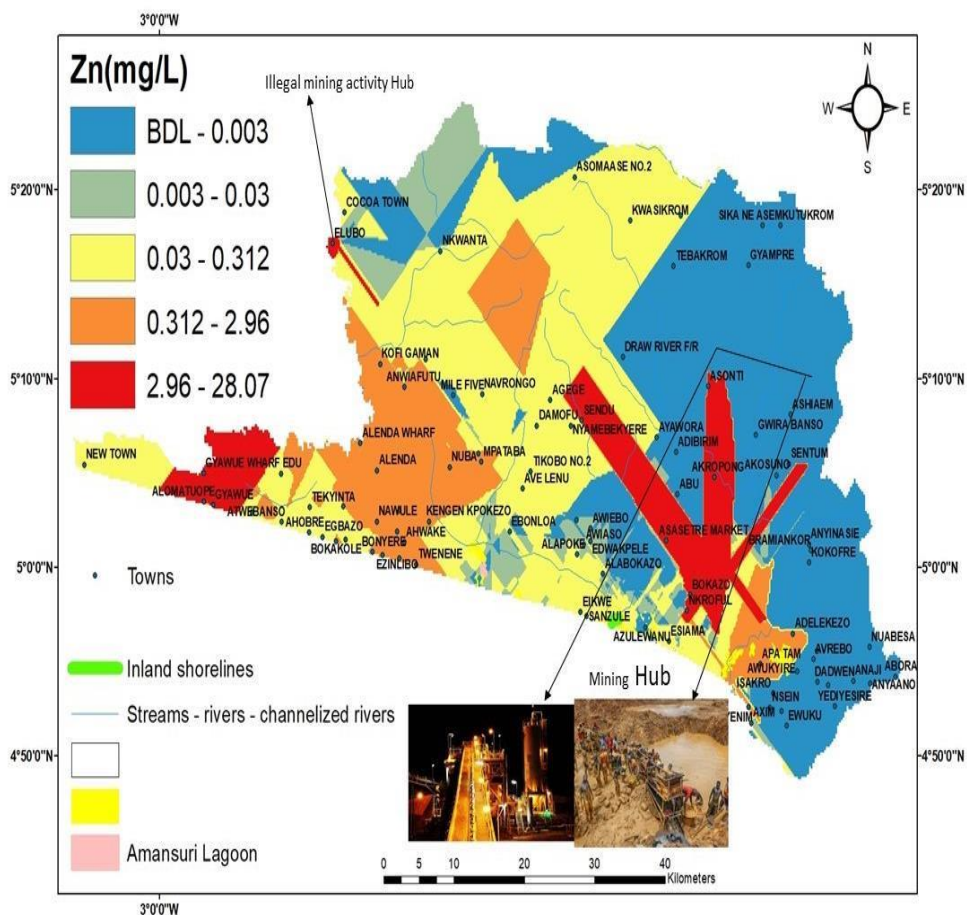 3°0'0"W
Zn(mg/L)
BDL - 0.003
0.003 - 0.03
0.03 - 0.312
0.312 - 2.96
2.96 - 28.07
Illegal mining activity Hub
N
W E
S
5°20'0"N
5°20'0"N
ASOMAASE NO.2
COCOA TOWN
KWASIKROM
SIKA NE ASEMKUTUKROM
ELUBO
NKWANTA
TEBAKROM
GYAMPRE
DRAW RIVER F/R
KOFI GAMAN
5°10'0"N
5°10'0"N
ANWIAFUTU
MILE FIVE
NAVRONGO
AGEGE
ASONTI
SENDU
ASHIAEM
DAMOFU
NYAMEBEKYERE
GWIRA BANSO
AYAWORA
ADIBIRIM
ALENDA WHARF
NEW TOWN
GYAWUE WHARF EDU
ALENDA
NUBA
MPATABA
TIKOBO NO.2
AKROPONG
AKOSUNO
SENTUM
ABU
AVE LENU
ALOMATUOPE
GYAWUE
ATWEBANSO
TEKYINTA
AHOBRE
EGBAZO
NAWULE
KENGEN KPOKEZO
EBONLOA
AWIEBO
AWIASO
ASASETRE MARKET
ANYINASIE
BRAMIANKOR
KOKOFRE
BOKAKOLE
BONYERE
AHWAKE
ALAPOKE
EDWAKPELE
EZINLIBO
TWENENE
ALABOKAZO
5°0'0"N
5°0'0"N
Towns
BOKAZO
NKROFUL
EIKWE
SANZULE
AZULEWANU
ESIAMA
ADELEKEZO
NUABESA
APA TAM
AVREBO
AWUKYIRE
DADWEN
ANAJI
ABORA
ISAKRO
NSEIN
YEDIYESIRE
ANYAANO
AXIM
EWUKU
Inland shorelines
Mining Hub
Streams - rivers - channelized rivers
4°50'0"N
4°50'0"N
Amansuri Lagoon
0 5 10 20 30 40
Kilometers
3°0'0"W